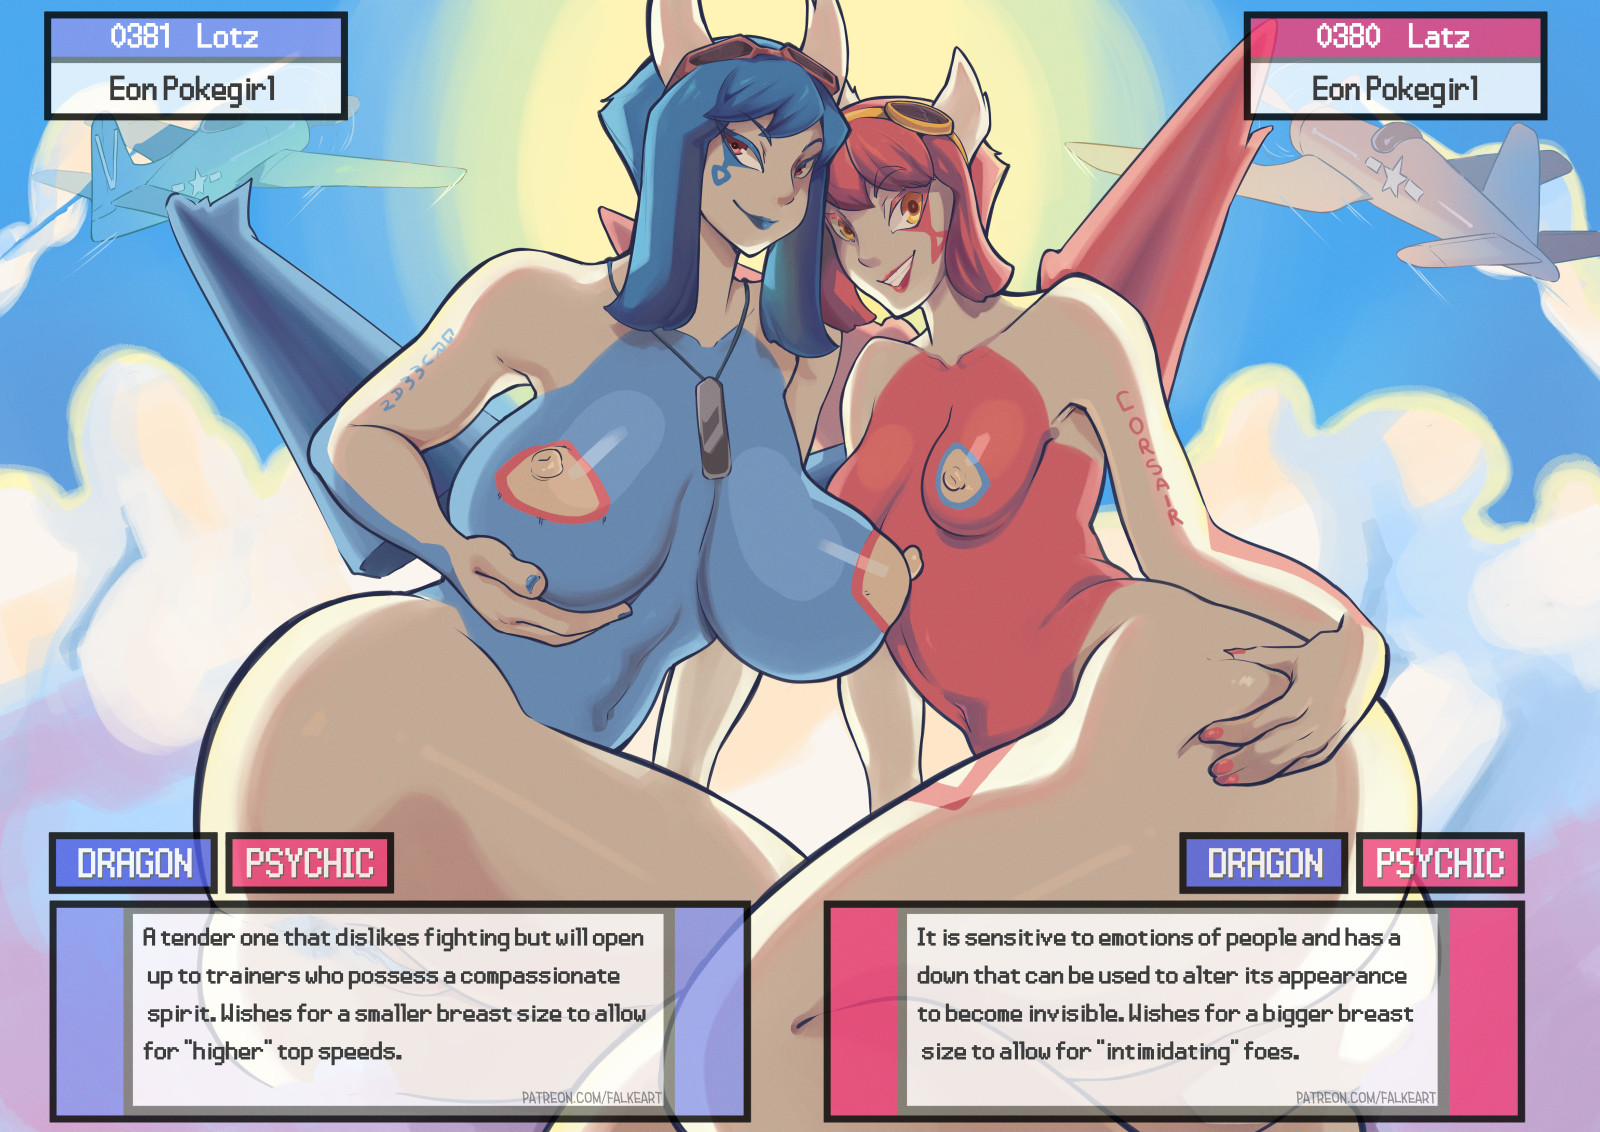 0381 Lotz
Eon Pokegirl
0380 Latz
Eon Pokegirl
CORSAIR
DRAGON PSYCHIC
DRAGON PSYCHIC
A tender one that dislikes fighting but will open
up to trainers who possess a compassionate
spirit. Wishes for a smaller breast size to allow
for "higher" top speeds.
PATREON.COM/FALKEART
It is sensitive to emotions of people and has a
down that can be used to alter its appearance
to become invisible. Wishes for a bigger breast
size to allow for "intimidating" foes.
PATREON.COM/FALKEART